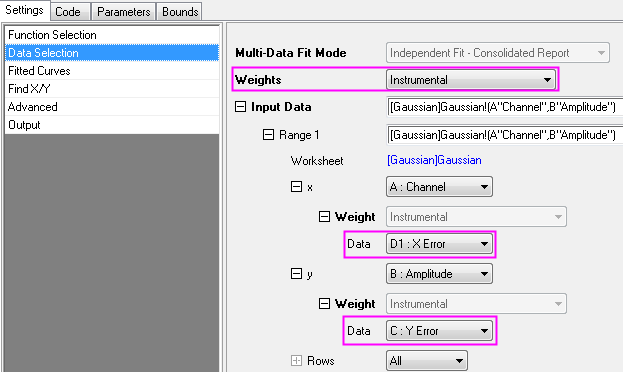 Settings Code Parameters Bounds
Function Selection
Data Selection
Fitted Curves
Find X/Y
Advanced
Output
Multi-Data Fit Mode Independent Fit - Consolidated Report
Weights Instrumental
Input Data [Gaussian]Gaussian!(A"Channel",B"Amplitude")
Range 1 [Gaussian]Gaussian!(A"Channel",B"Amplitude")
Worksheet [Gaussian]Gaussian
x A : Channel
Weight Instrumental
Data D1 : X Error
y B : Amplitude
Weight Instrumental
Data C : Y Error
Rows All